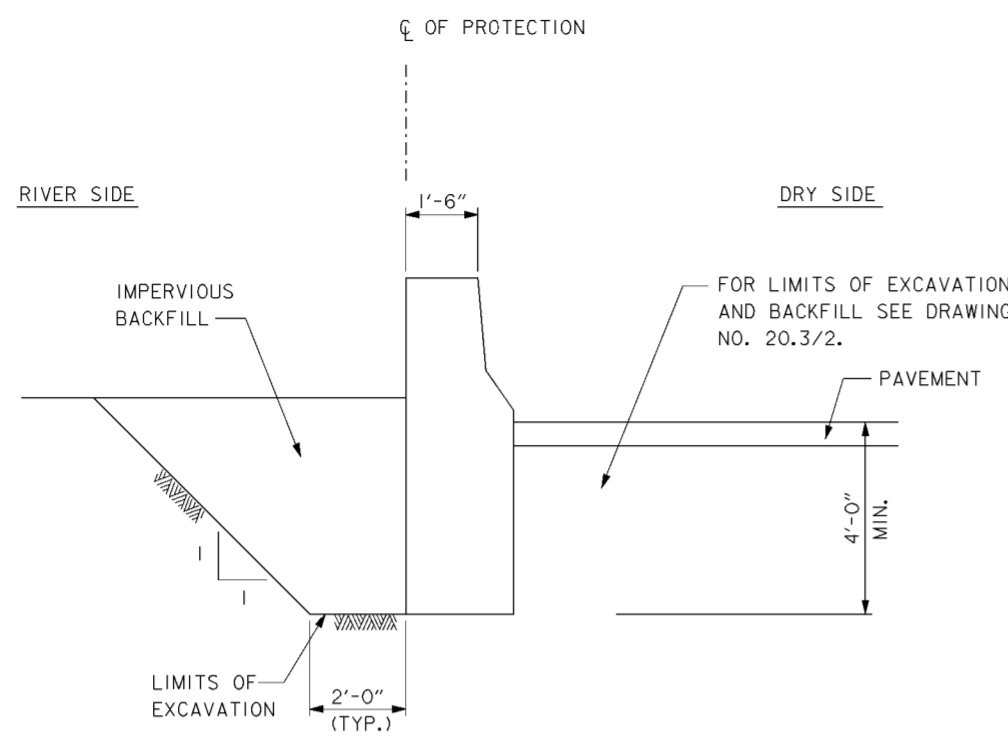 ℄ OF PROTECTION
RIVER SIDE
DRY SIDE
1'-6"
IMPERVIOUS
BACKFILL
FOR LIMITS OF EXCAVATION
AND BACKFILL SEE DRAWING
NO. 20.3/2.
PAVEMENT
4'-0"
MIN.
1
1
LIMITS OF
EXCAVATION
2'-0"
(TYP.)